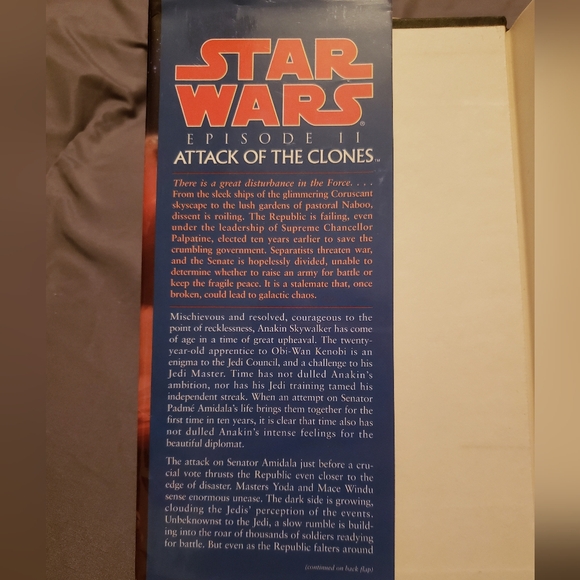 STAR
WARS®
EPISODE II
ATTACK OF THE CLONES™
There is a great disturbance in the Force. . . .
From the sleek ships of the glimmering Coruscant
skyscape to the lush gardens of pastoral Naboo,
dissent is roiling. The Republic is failing, even
under the leadership of Supreme Chancellor
Palpatine, elected ten years earlier to save the
crumbling government. Separatists threaten war,
and the Senate is hopelessly divided, unable to
determine whether to raise an army for battle or
keep the fragile peace. It is a stalemate that, once
broken, could lead to galactic chaos.
Mischievous and resolved, courageous to the
point of recklessness, Anakin Skywalker has come
of age in a time of great upheaval. The twenty-
year-old apprentice to Obi-Wan Kenobi is an
enigma to the Jedi Council, and a challenge to his
Jedi Master. Time has not dulled Anakin's
ambition, nor has his Jedi training tamed his
independent streak. When an attempt on Senator
Padmé Amidala's life brings them together for the
first time in ten years, it is clear that time also has
not dulled Anakin's intense feelings for the
beautiful diplomat.
The attack on Senator Amidala just before a cru-
cial vote thrusts the Republic even closer to the
edge of disaster. Masters Yoda and Mace Windu
sense enormous unease. The dark side is growing,
clouding the Jedis' perception of the events.
Unbeknownst to the Jedi, a slow rumble is build-
ing into the roar of thousands of soldiers readying
for battle. But even as the Republic falters around
(continued on back flap)